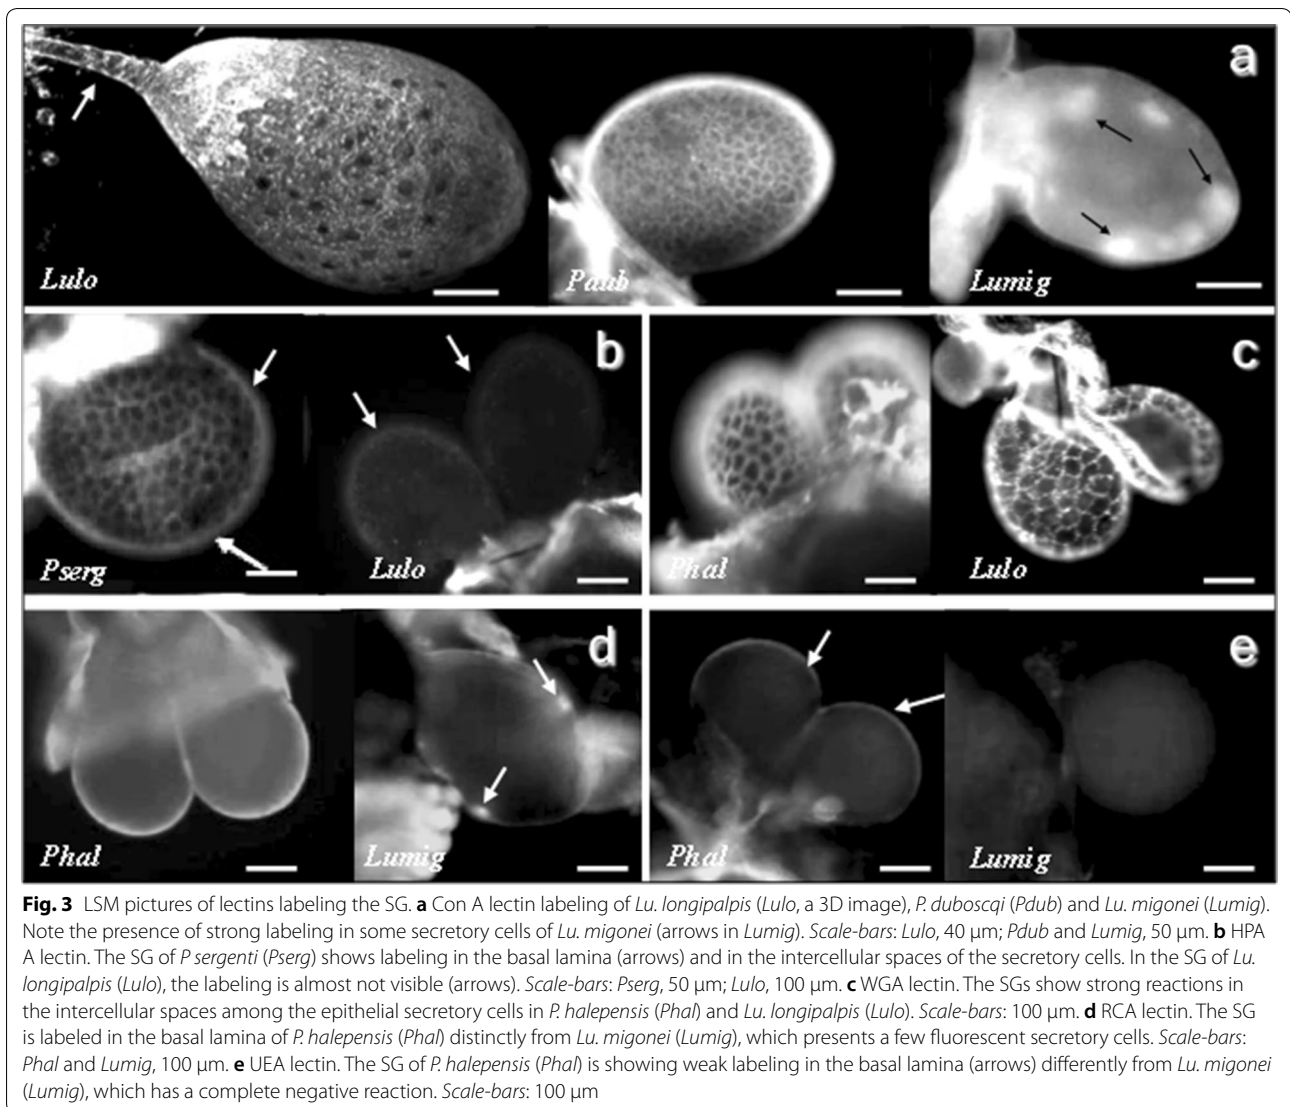 a
Lulo
Pdub
Lumig
b
Pserg
Lulo
c
Phal
Lulo
d
Phal
Lumig
e
Phal
Lumig
Fig. 3 LSM pictures of lectins labeling the SG. a Con A lectin labeling of Lu. longipalpis (Lulo, a 3D image), P. duboscqi (Pdub) and Lu. migonei (Lumig).
Note the presence of strong labeling in some secretory cells of Lu. migonei (arrows in Lumig). Scale-bars: Lulo, 40 µm; Pdub and Lumig, 50 µm. b HPA
A lectin. The SG of P sergenti (Pserg) shows labeling in the basal lamina (arrows) and in the intercellular spaces of the secretory cells. In the SG of Lu.
longipalpis (Lulo), the labeling is almost not visible (arrows). Scale-bars: Pserg, 50 µm; Lulo, 100 µm. c WGA lectin. The SGs show strong reactions in
the intercellular spaces among the epithelial secretory cells in P. halepensis (Phal) and Lu. longipalpis (Lulo). Scale-bars: 100 µm. d RCA lectin. The SG
is labeled in the basal lamina of P. halepensis (Phal) distinctly from Lu. migonei (Lumig), which presents a few fluorescent secretory cells. Scale-bars:
Phal and Lumig, 100 µm. e UEA lectin. The SG of P. halepensis (Phal) is showing weak labeling in the basal lamina (arrows) differently from Lu. migonei
(Lumig), which has a complete negative reaction. Scale-bars: 100 µm